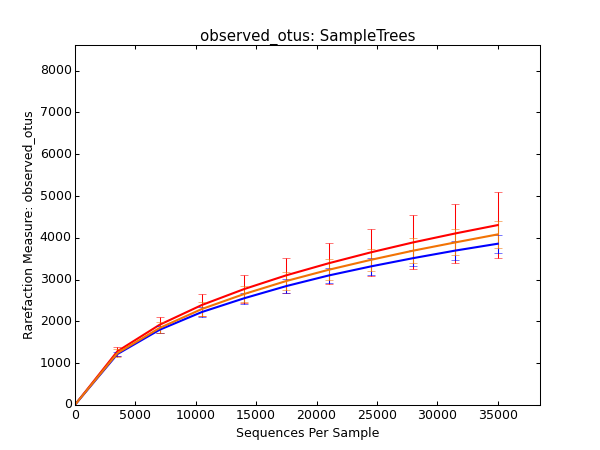 observed_otus: SampleTrees
8000
7000
6000
5000
4000
3000
2000
1000
0
Rarefaction Measure: observed_otus
0 5000 10000 15000 20000 25000 30000 35000
Sequences Per Sample